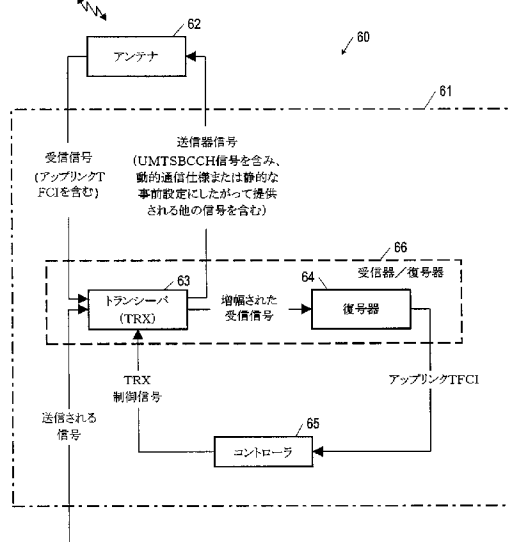 62
アンテナ
60
61
受信信号
(アップリンクT
FCIを含む)
送信器信号
(UMTSBCCH信号を含み、
動的通信仕様または静的な
事前設定にしたがって提供
される他の信号を含む)
66
受信器/復号器
63
トランシーバ
(TRX)
増幅された
受信信号
64
復号器
TRX
制御信号
アップリンクTFCI
送信される
信号
65
コントローラ